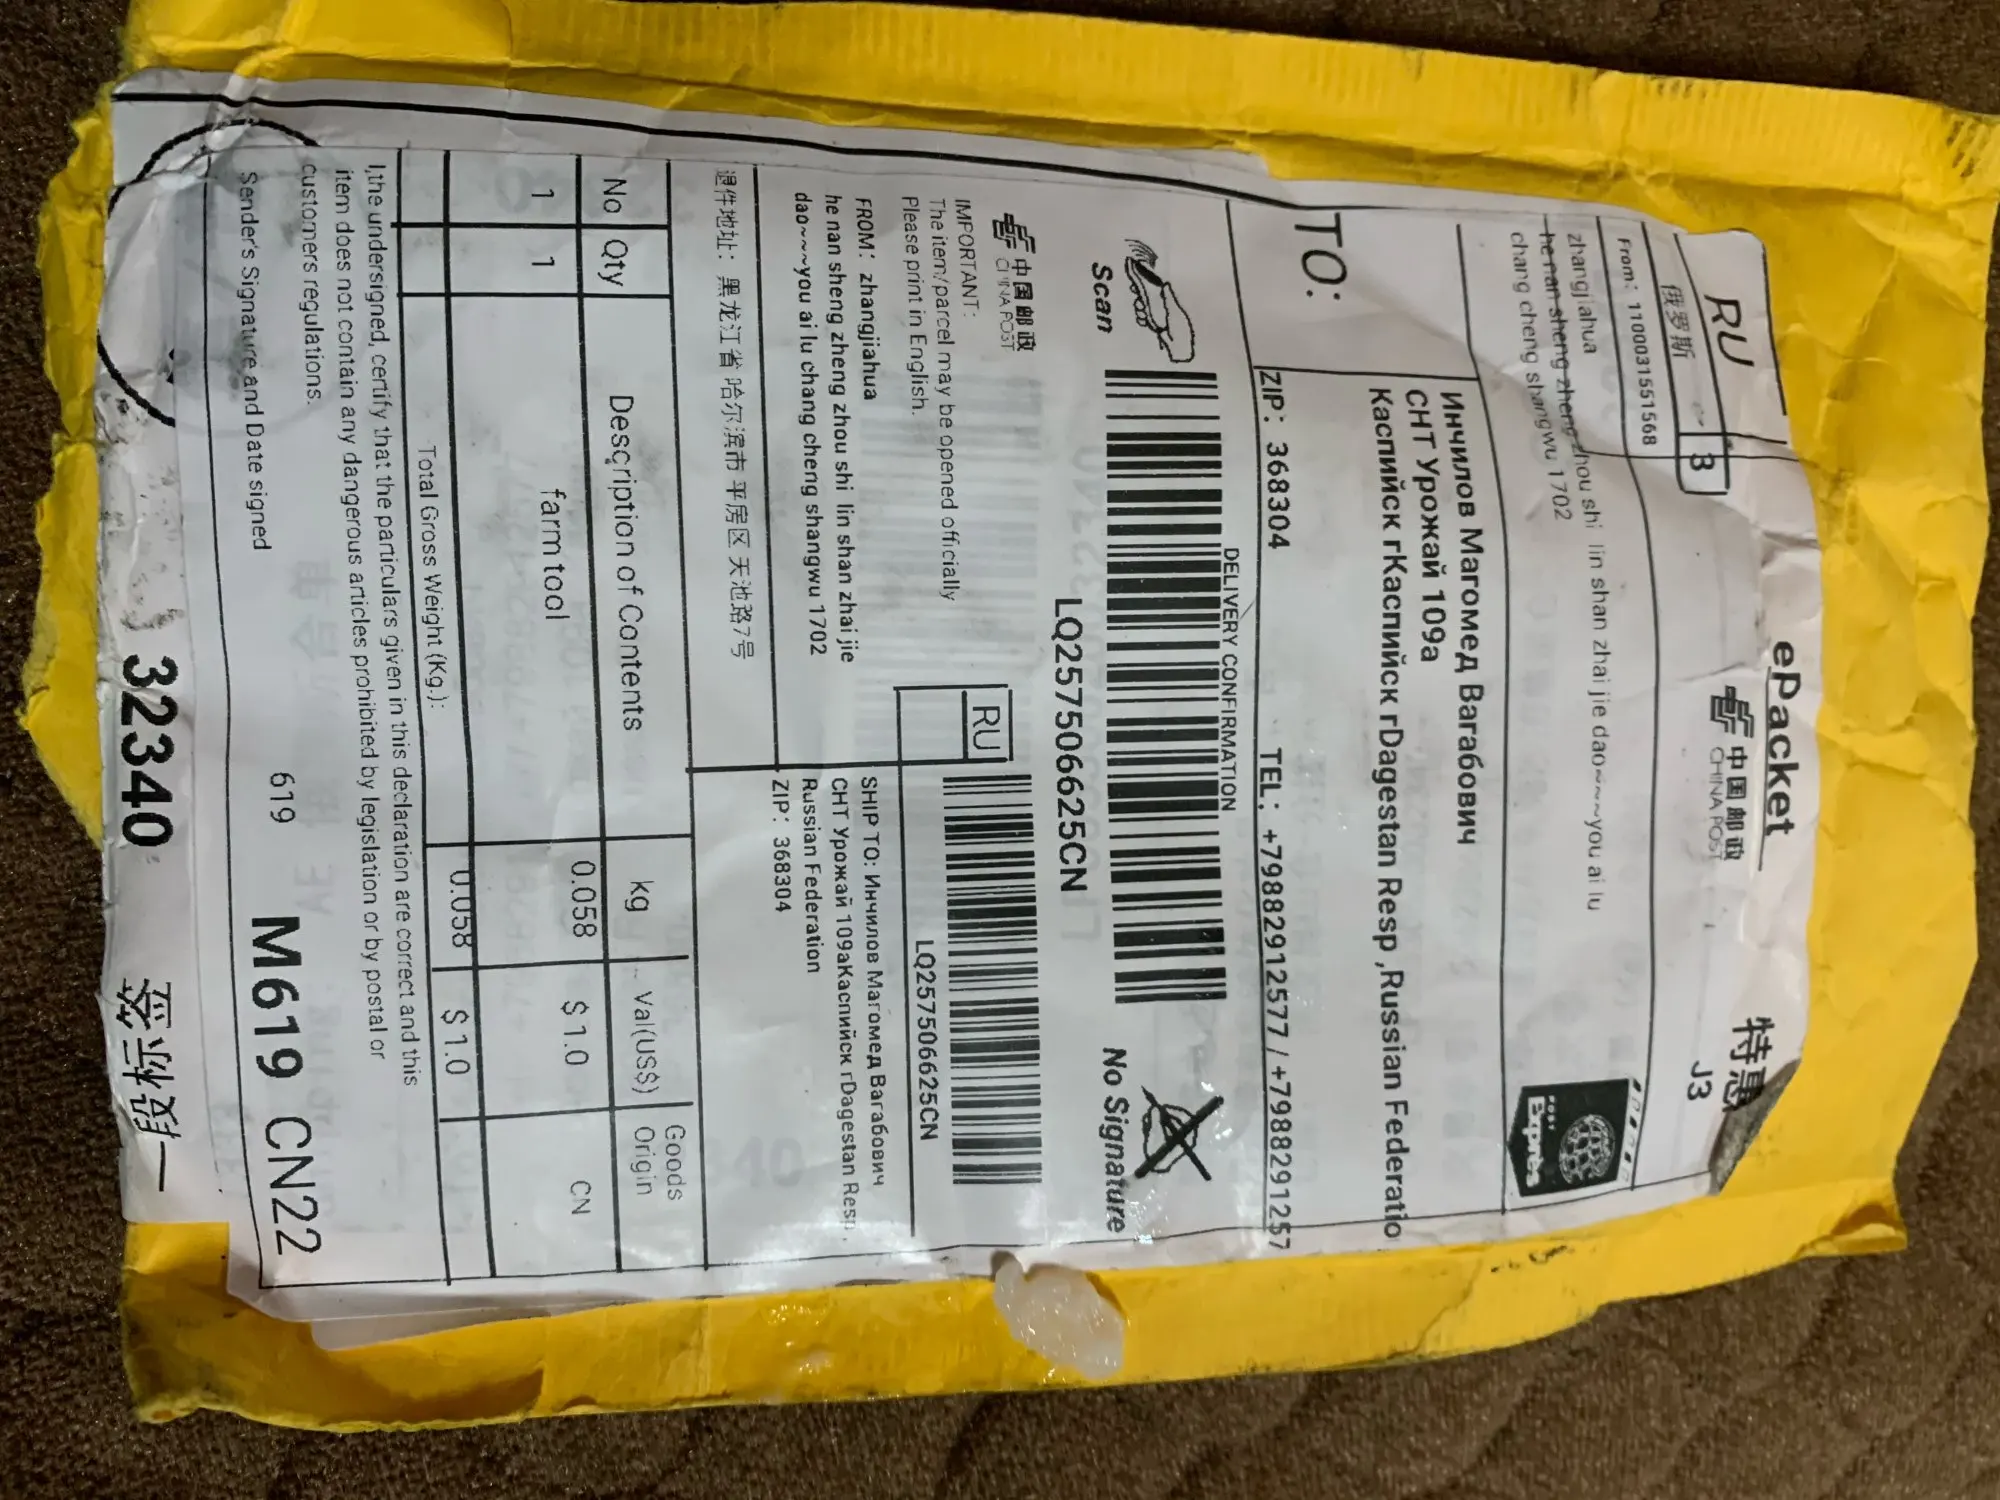 ePacket
特惠
RU
3
中国邮政
CHINA POST
J3
俄罗斯
From: 11000315551568
zhangjiahua
he nan sheng zheng zhou shi lin shan zhai jie dao~~~you ai lu
chang cheng shangwu 1702
TO:
Инчилов Магомед Вагабович
СНТ Урожай 109а
Каспийск гКаспийск гDagestan Resp ,Russian Federatio
ZIP: 368304
TEL: +79882912577 / +7988291257
DELIVERY CONFIRMATION
Scan
No Signature
LQ257506625CN
中国邮政
CHINA POST
IMPORTANT:
The item/parcel may be opened officially
Please print in English.
RU
LQ257506625CN
FROM: zhangjiahua
he nan sheng zheng zhou shi lin shan zhai jie
dao~~~you ai lu chang cheng shangwu 1702
SHIP TO: Инчилов Магомед Вагабович
СНТ Урожай 109аКаспийск гDagestan Resp,
Russian Federation
ZIP: 368304
退件地址: 黑龙江省 哈尔滨市 平房区 天池路7号
No Qty Description of Contents kg Val(US$) Goods Origin
1 1 farm tool 0.058 $ 1.0 CN
Total Gross Weight (Kg.): 0.058 $ 1.0
I,the undersigned, certify that the particulars given in this declaration are correct and this
item does not contain any dangerous articles prohibited by legislation or by postal or
customers regulations.
Sender's Signature and Date signed
619
M619 CN22
32340